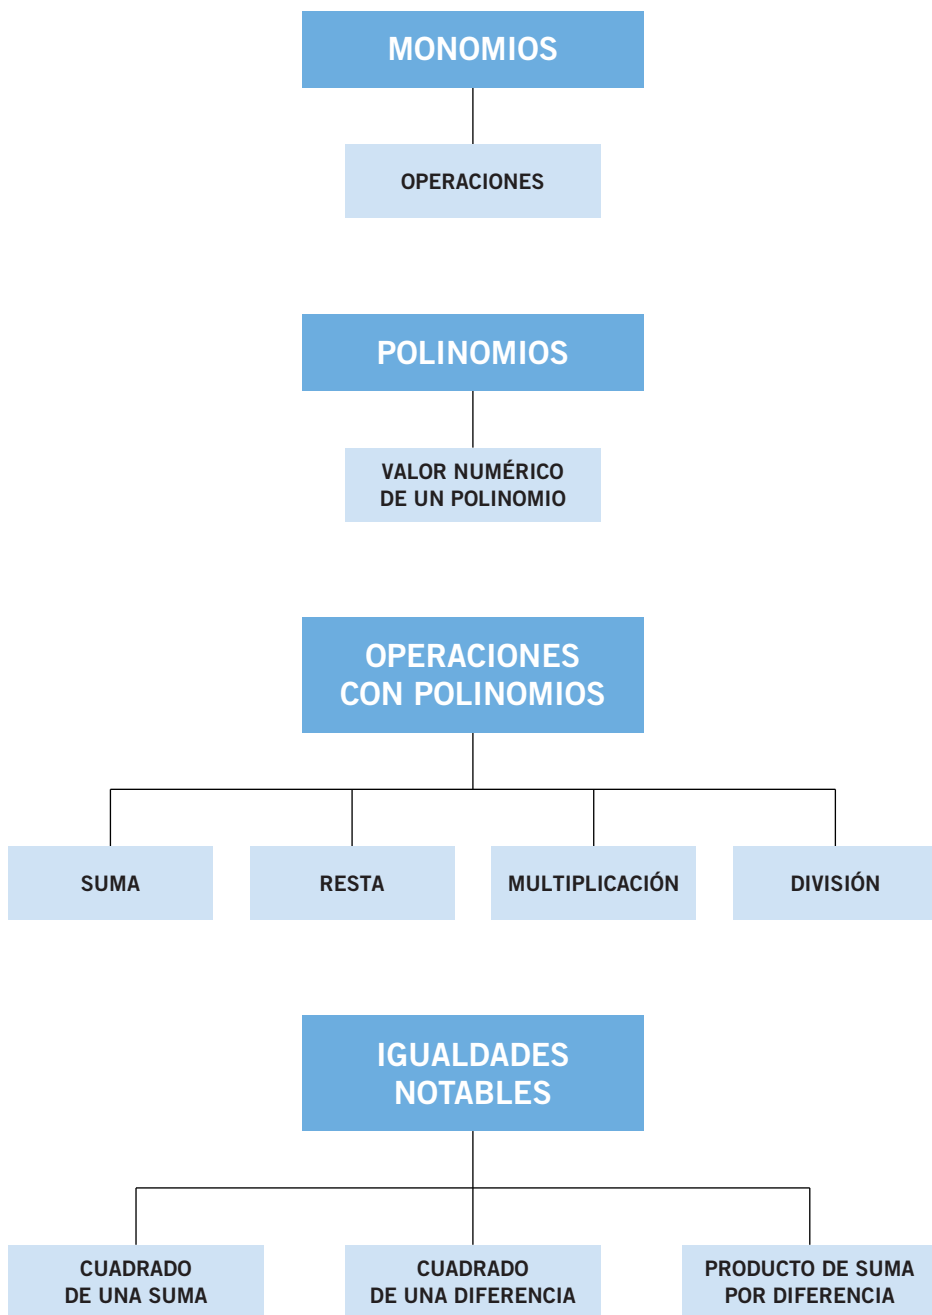 MONOMIOS
OPERACIONES
POLINOMIOS
VALOR NUMÉRICO
DE UN POLINOMIO
OPERACIONES
CON POLINOMIOS
SUMA
RESTA
MULTIPLICACIÓN
DIVISIÓN
IGUALDADES
NOTABLES
CUADRADO
DE UNA SUMA
CUADRADO
DE UNA DIFERENCIA
PRODUCTO DE SUMA
POR DIFERENCIA